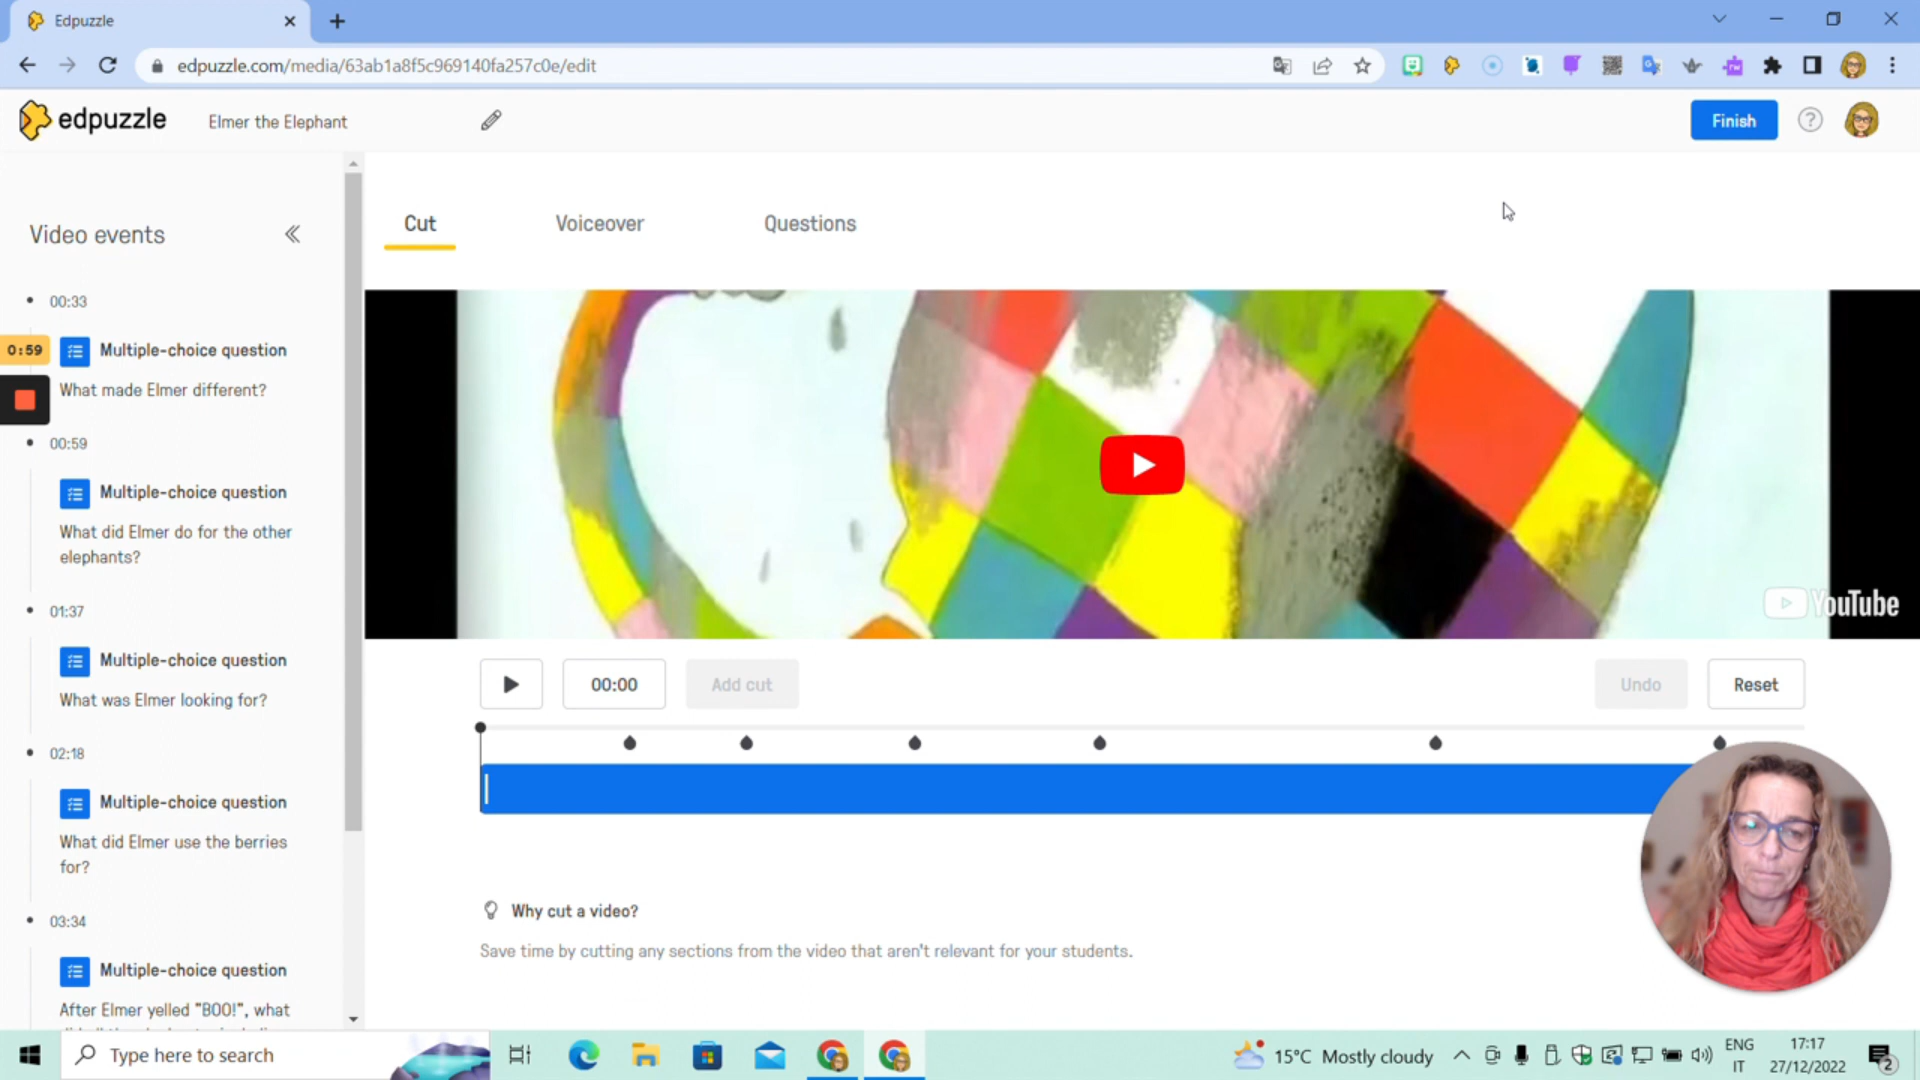 Edpuzzle
edpuzzle.com/media/63ab1a8f5c969140fa257c0e/edit
edpuzzle
Elmer the Elephant
Finish
?
Video events
Cut
Voiceover
Questions
00:33
0:59
Multiple-choice question
What made Elmer different?
00:59
Multiple-choice question
What did Elmer do for the other
elephants?
01:37
Multiple-choice question
What was Elmer looking for?
02:18
Multiple-choice question
What did Elmer use the berries
for?
03:34
Multiple-choice question
After Elmer yelled "BOO!", what
YouTube
00:00
Add cut
Undo
Reset
Why cut a video?
Save time by cutting any sections from the video that aren't relevant for your students.
Type here to search
15°C Mostly cloudy
ENG
IT
17:17
27/12/2022
2